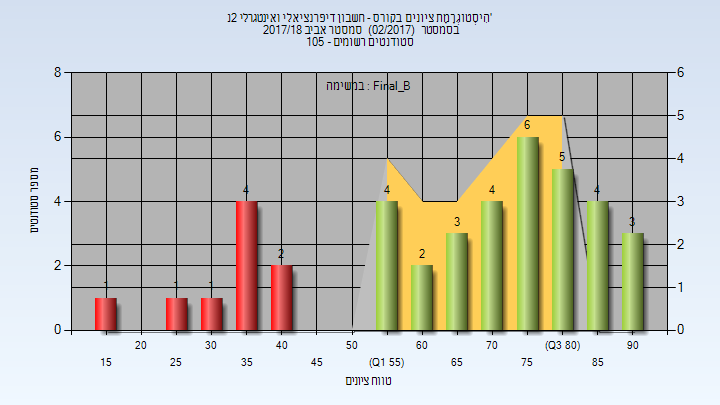 היסטוגרמת ציונים בקורס - חשבון דיפרנציאלי ואינטגרלי 2נ'
בסמסטר (02/2017) סמסטר אביב 2017/18
סטודנטים רשומים - 105
במשימה : Final_B
8 6 4 2 0
מספר סטודנטים
6 5 4 3 2 1 0
1 1 1 4 2 4 2 3 4 6 5 4 3
20 30 40 50 60 70 (Q3 80) 90
15 25 35 45 (Q1 55) 65 75 85
טווח ציונים